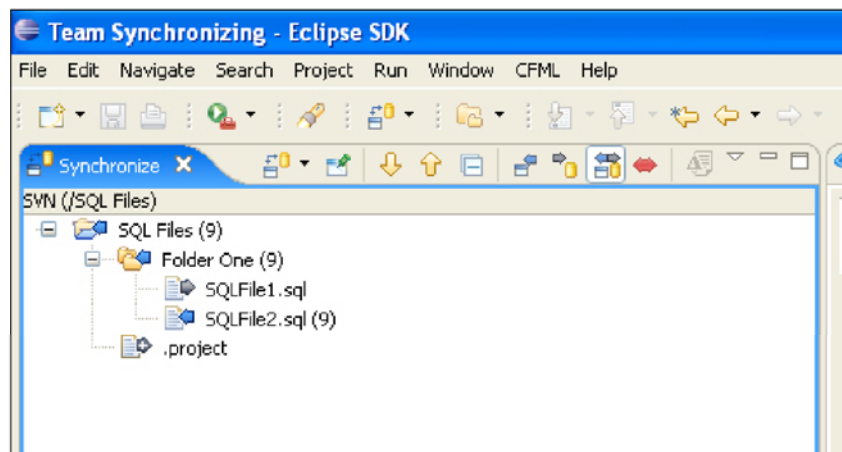 Team Synchronizing - Eclipse SDK
File Edit Navigate Search Project Run Window CFML Help
Synchronize
SVN (/SQL Files)
SQL Files (9)
Folder One (9)
SQLFile1.sql
SQLFile2.sql (9)
.project